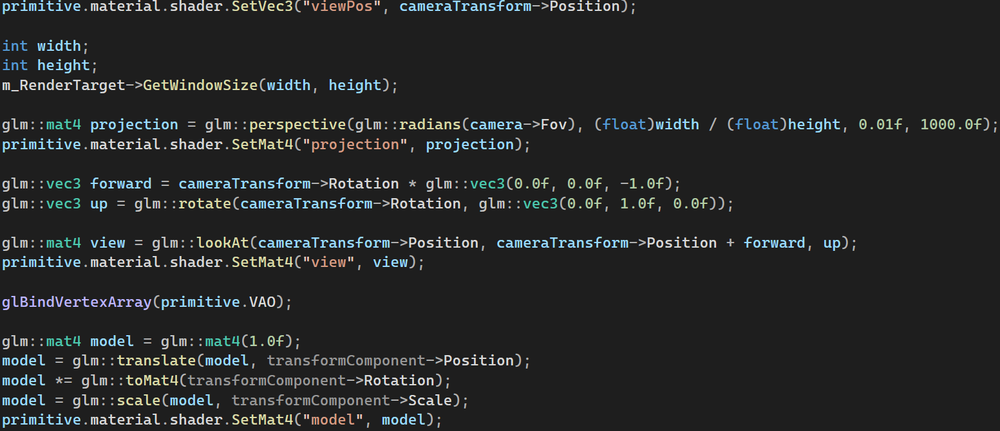 primitive.material.shader.SetVec3("viewPos", cameraTransform->Position);
int width;
int height;
m_RenderTarget->GetWindowSize(width, height);
glm::mat4 projection = glm::perspective(glm::radians(camera->Fov), (float)width / (float)height, 0.01f, 1000.0f);
primitive.material.shader.SetMat4("projection", projection);
glm::vec3 forward = cameraTransform->Rotation * glm::vec3(0.0f, 0.0f, -1.0f);
glm::vec3 up = glm::rotate(cameraTransform->Rotation, glm::vec3(0.0f, 1.0f, 0.0f));
glm::mat4 view = glm::lookAt(cameraTransform->Position, cameraTransform->Position + forward, up);
primitive.material.shader.SetMat4("view", view);
glBindVertexArray(primitive.VAO);
glm::mat4 model = glm::mat4(1.0f);
model = glm::translate(model, transformComponent->Position);
model *= glm::toMat4(transformComponent->Rotation);
model = glm::scale(model, transformComponent->Scale);
primitive.material.shader.SetMat4("model", model);